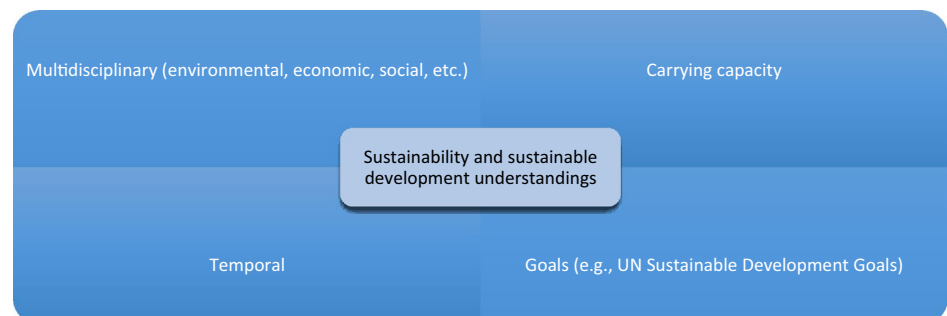 Multidisciplinary (environmental, economic, social, etc.)
Carrying capacity
Sustainability and sustainable
development understandings
Temporal
Goals (e.g., UN Sustainable Development Goals)